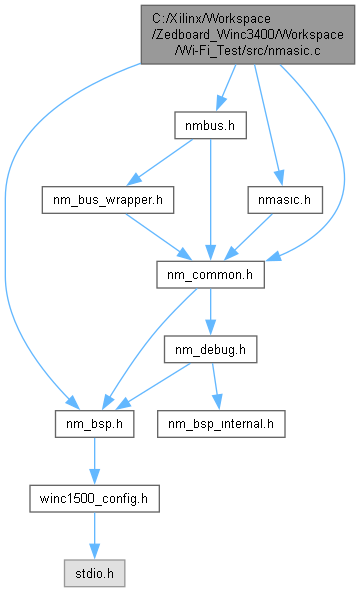 C:/Xilinx/Workspace
/Zedboard_Winc3400/Workspace
/Wi-Fi_Test/src/nmasic.c
nmbus.h
nm_bus_wrapper.h
nmasic.h
nm_common.h
nm_debug.h
nm_bsp.h
nm_bsp_internal.h
winc1500_config.h
stdio.h